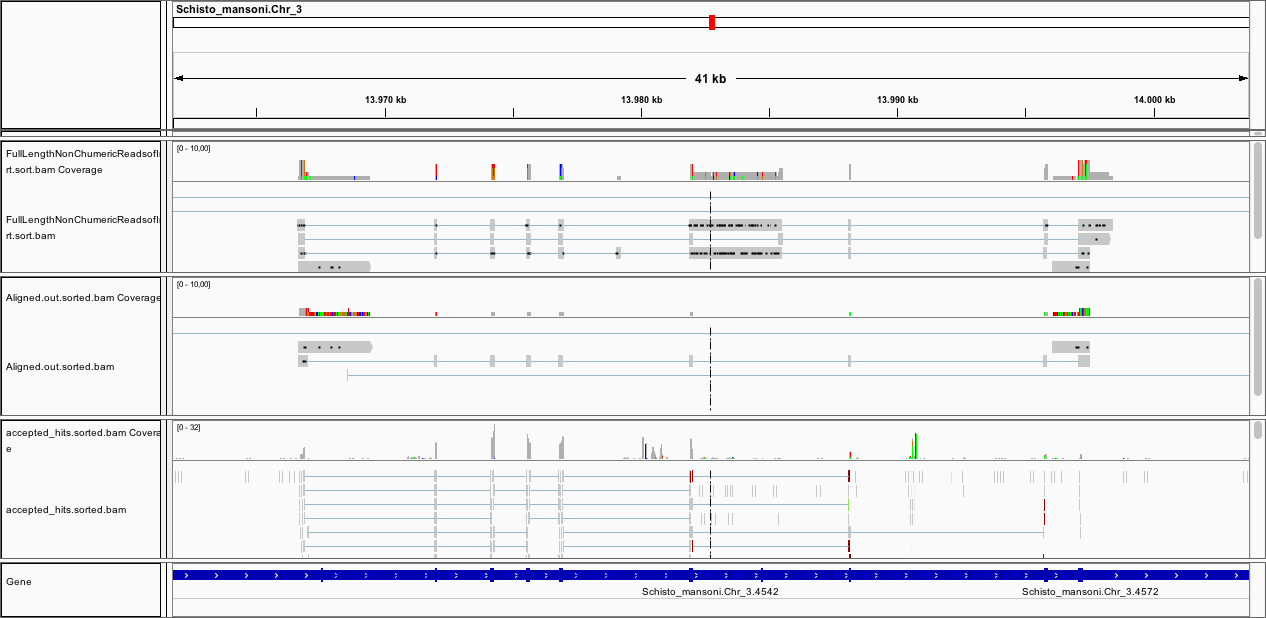 Schisto_mansoni.Chr_3
41 kb
13.970 kb 13.980 kb 13.990 kb 14.000 kb
FullLengthNonChumericReadsofI
rt.sort.bam Coverage
[0 - 10,00]
FullLengthNonChumericReadsofI
rt.sort.bam
Aligned.out.sorted.bam Coverage
[0 - 10,00]
Aligned.out.sorted.bam
accepted_hits.sorted.bam Covera
e
[0 - 32]
accepted_hits.sorted.bam
Gene
Schisto_mansoni.Chr_3.4542 Schisto_mansoni.Chr_3.4572